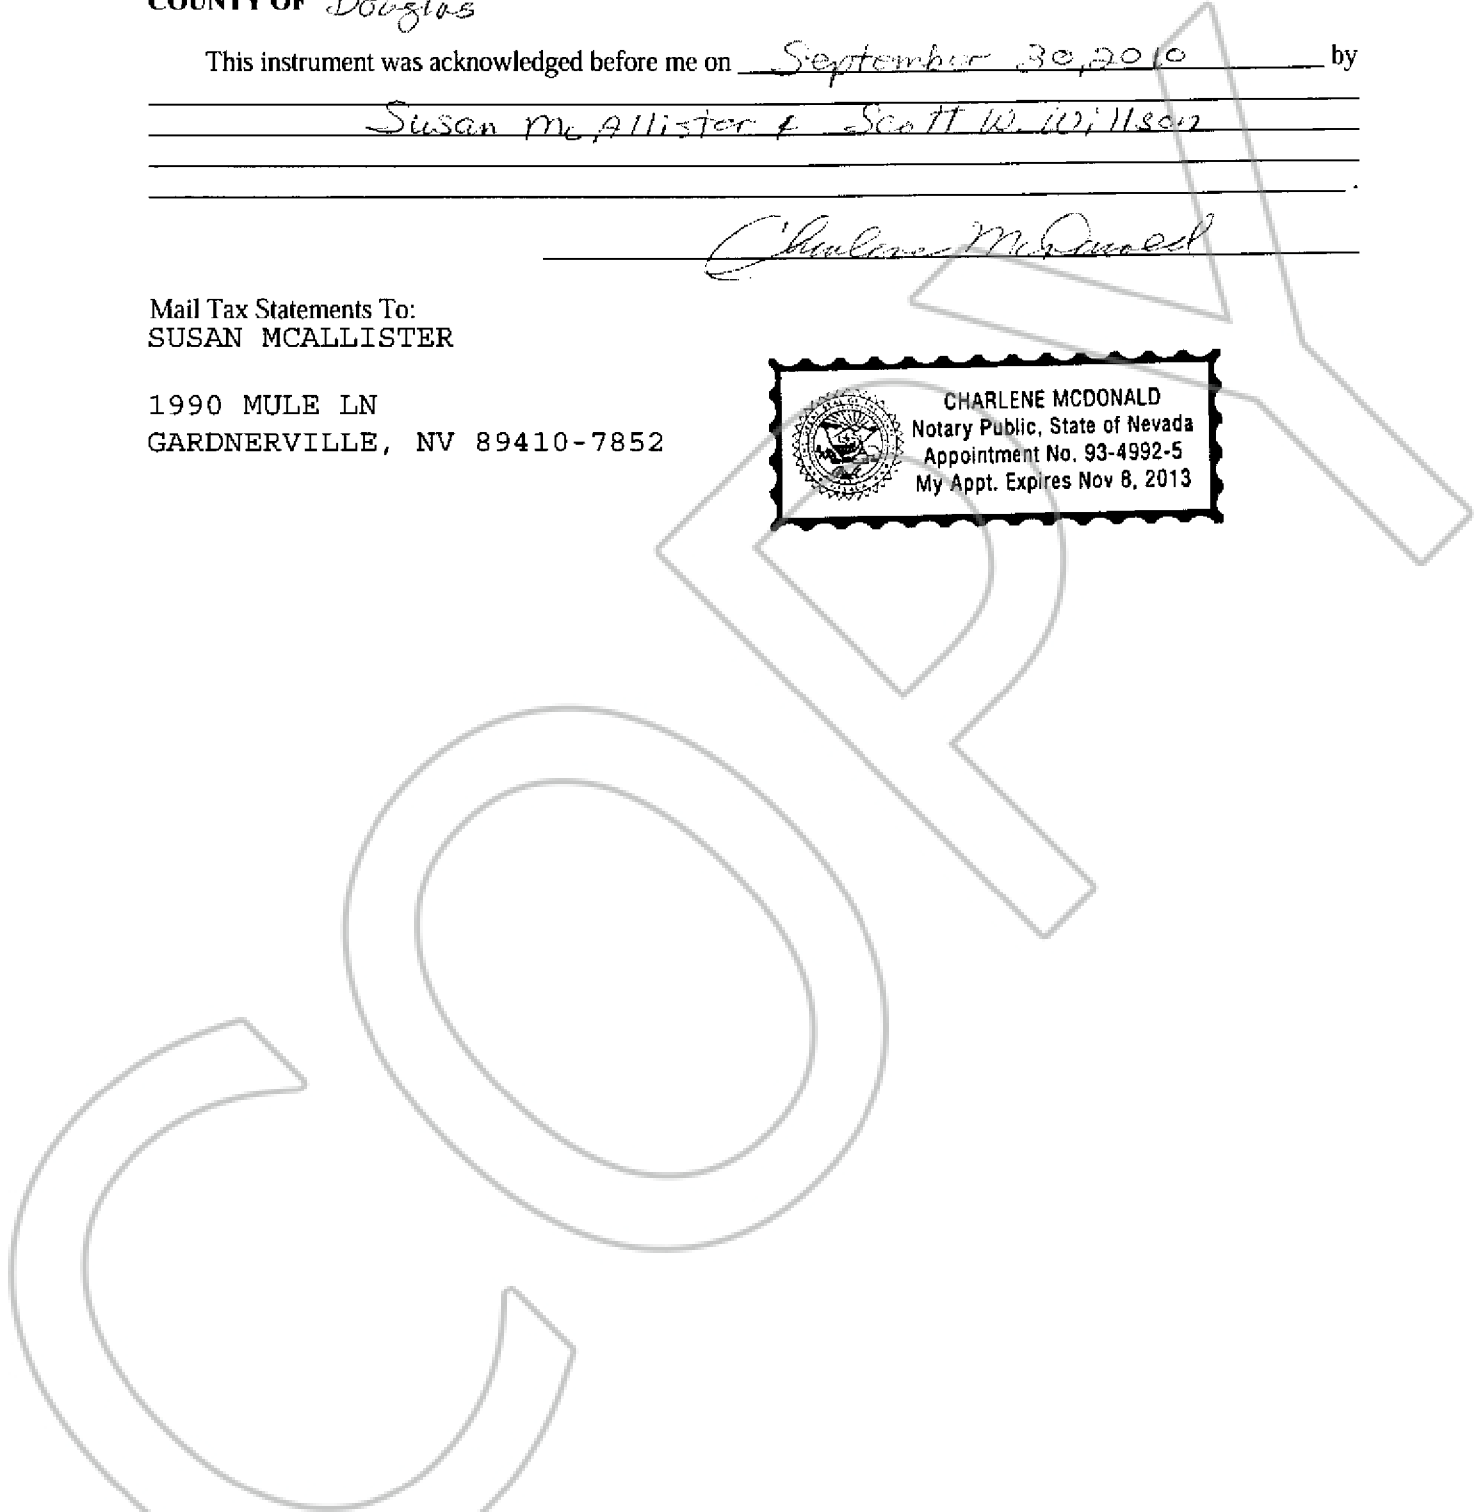 COUNTY OF Douglas
This instrument was acknowledged before me on September 30, 2010 by
Susan McAllister & Scott W. Willson
Charlene McDonald
Mail Tax Statements To:
SUSAN MCALLISTER
1990 MULE LN
GARDNERVILLE, NV 89410-7852
CHARLENE MCDONALD
Notary Public, State of Nevada
Appointment No. 93-4992-5
My Appt. Expires Nov 8, 2013
COPY